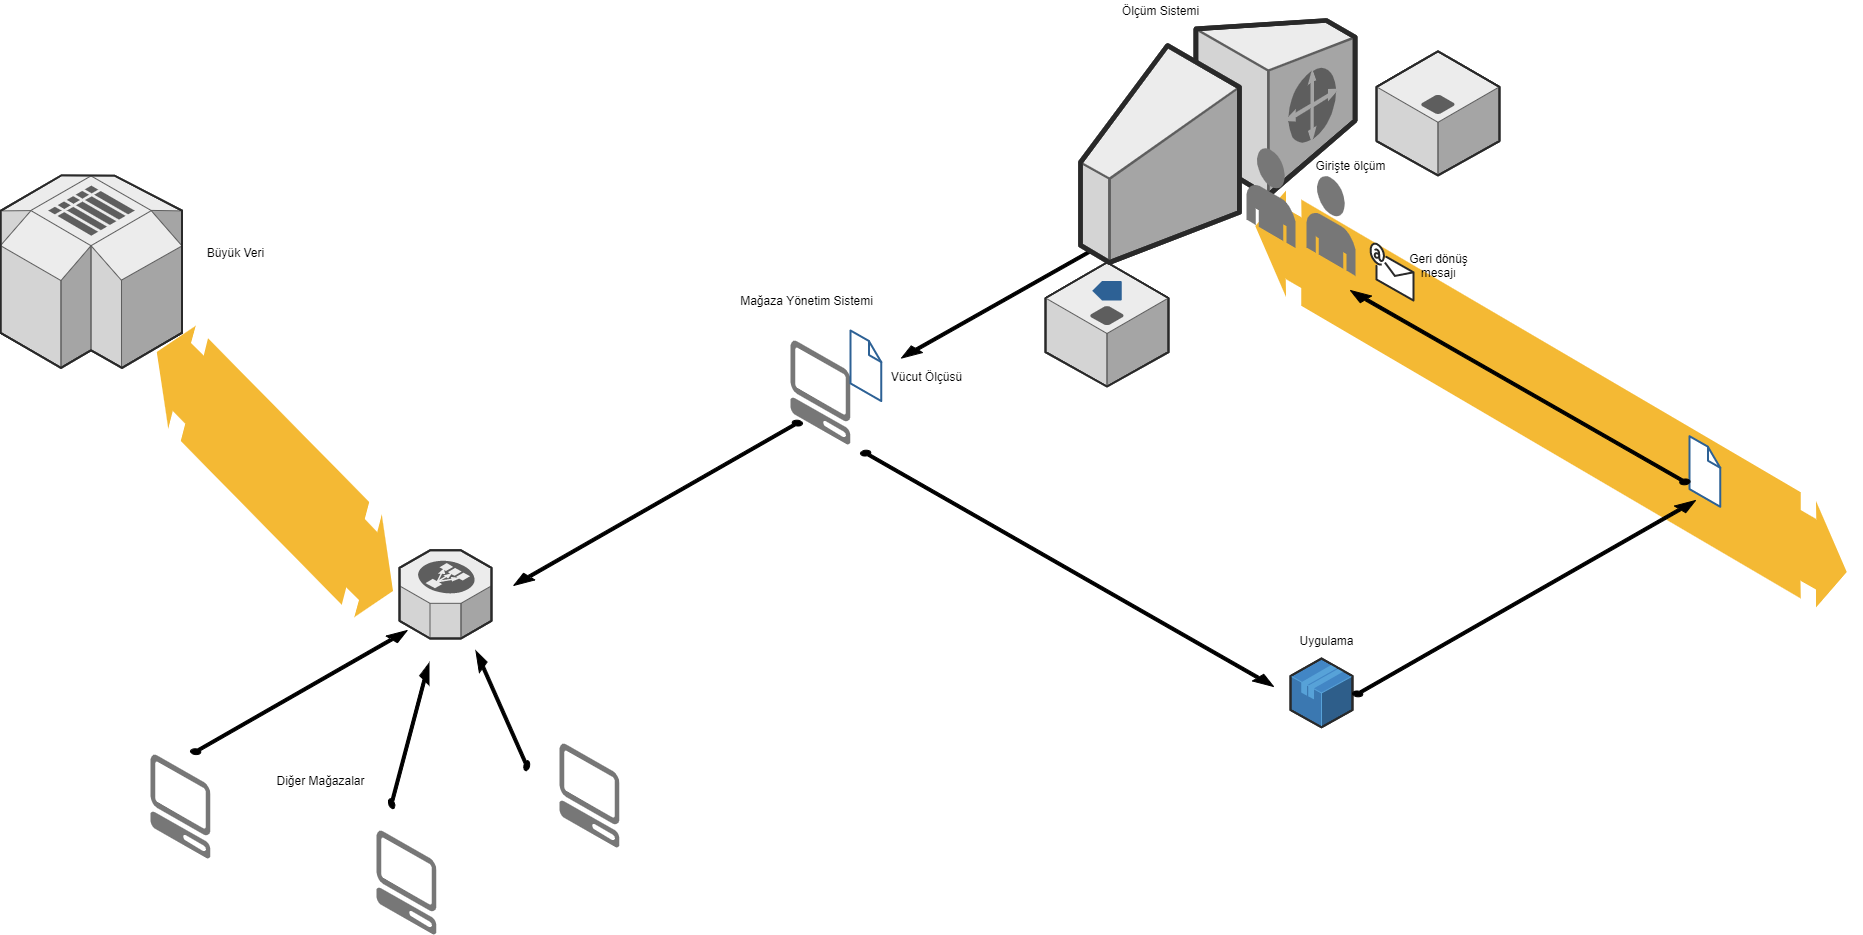 Ölçüm Sistemi
Girişte ölçüm
Büyük Veri
Geri dönüş
mesajı
Mağaza Yönetim Sistemi
Vücut Ölçüsü
Uygulama
Diğer Mağazalar